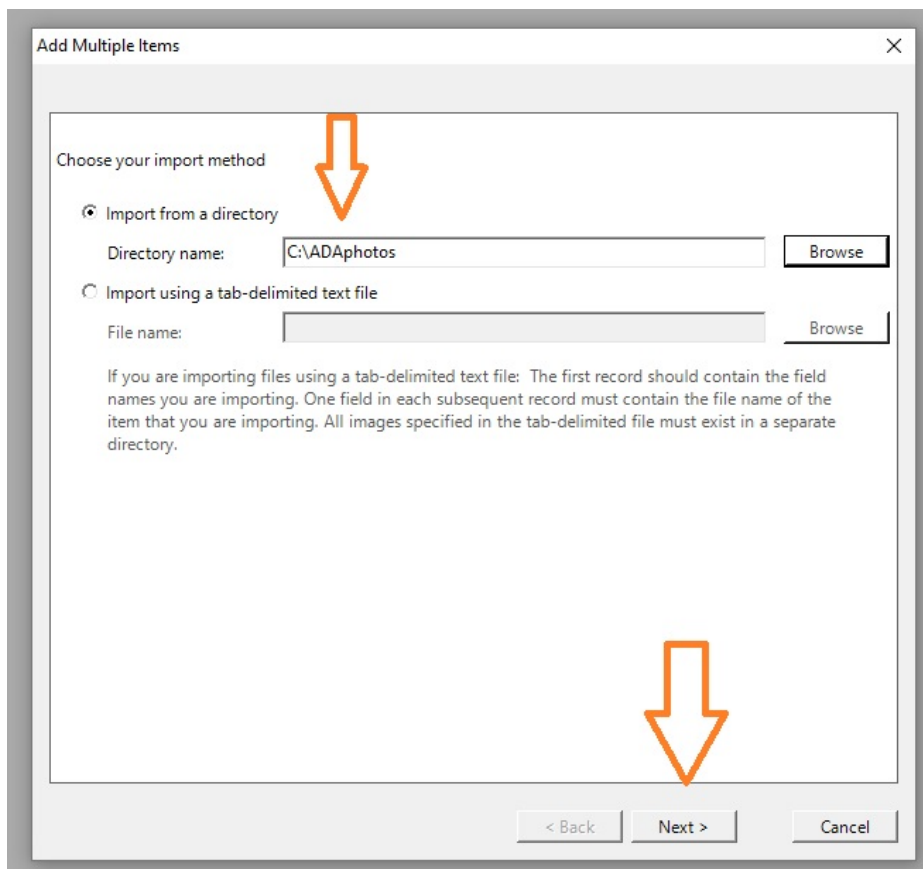 Add Multiple Items
Choose your import method
Import from a directory
Directory name: C:\ADAphotos Browse
Import using a tab-delimited text file
File name: Browse
If you are importing files using a tab-delimited text file: The first record should contain the field
names you are importing. One field in each subsequent record must contain the file name of the
item that you are importing. All images specified in the tab-delimited file must exist in a separate
directory.
< Back Next > Cancel